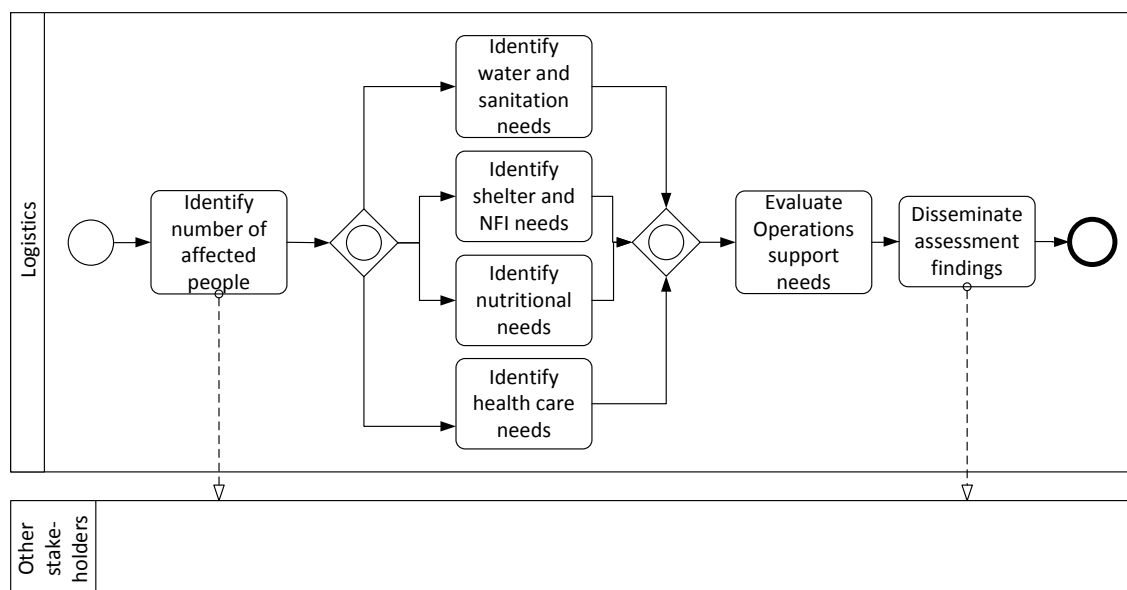 Logistics
Identify
number of
affected
people
Identify
water and
sanitation
needs
Identify
shelter and
NFI needs
Identify
nutritional
needs
Identify
health care
needs
Evaluate
Operations
support
needs
Disseminate
assessment
findings
Other
stake-
holders